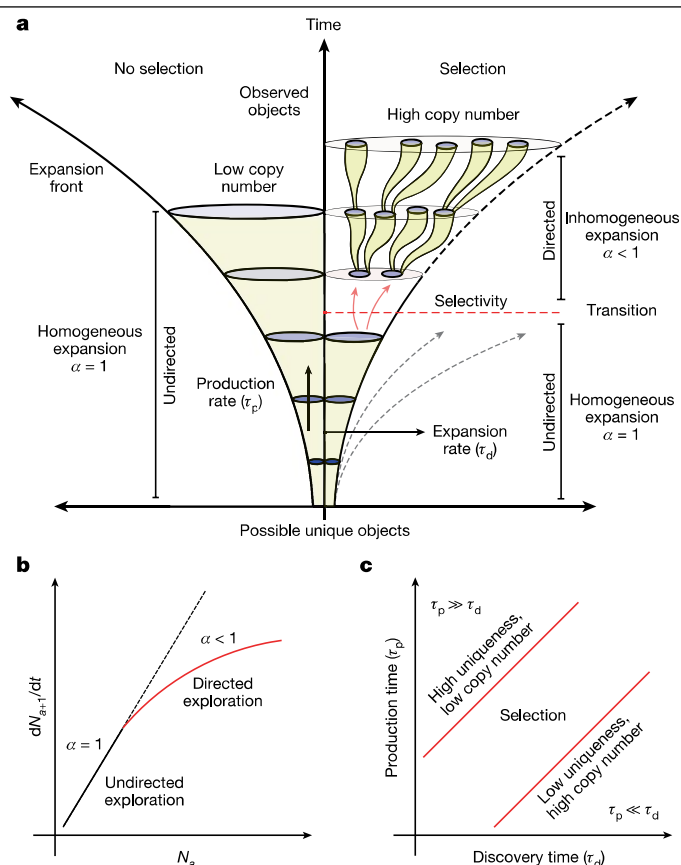 a
Time
No selection
Selection
Observed
objects
High copy number
Expansion
front
Low copy
number
Directed
Inhomogeneous
expansion
α < 1
Selectivity
Transition
Homogeneous
expansion
α = 1
Undirected
Production
rate (τp)
Expansion
rate (τd)
Undirected
Homogeneous
expansion
α = 1
Possible unique objects
b
dNa+1/dt
α < 1
Directed
exploration
α = 1
Undirected
exploration
Na
c
Production time (τp)
τp ≫ τd
High uniqueness,
low copy number
Selection
Low uniqueness,
high copy number
τp ≪ τd
Discovery time (τd)